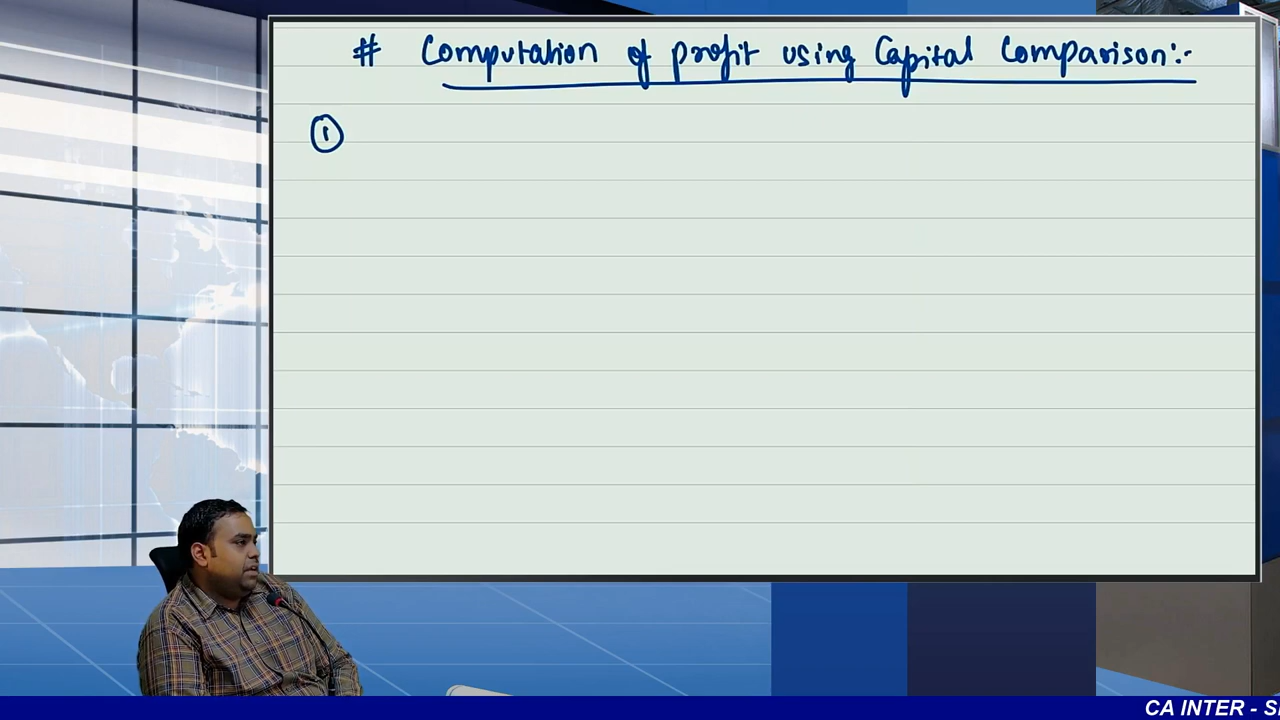 # Computation of profit using Capital Comparison:-
①
CA INTER - S